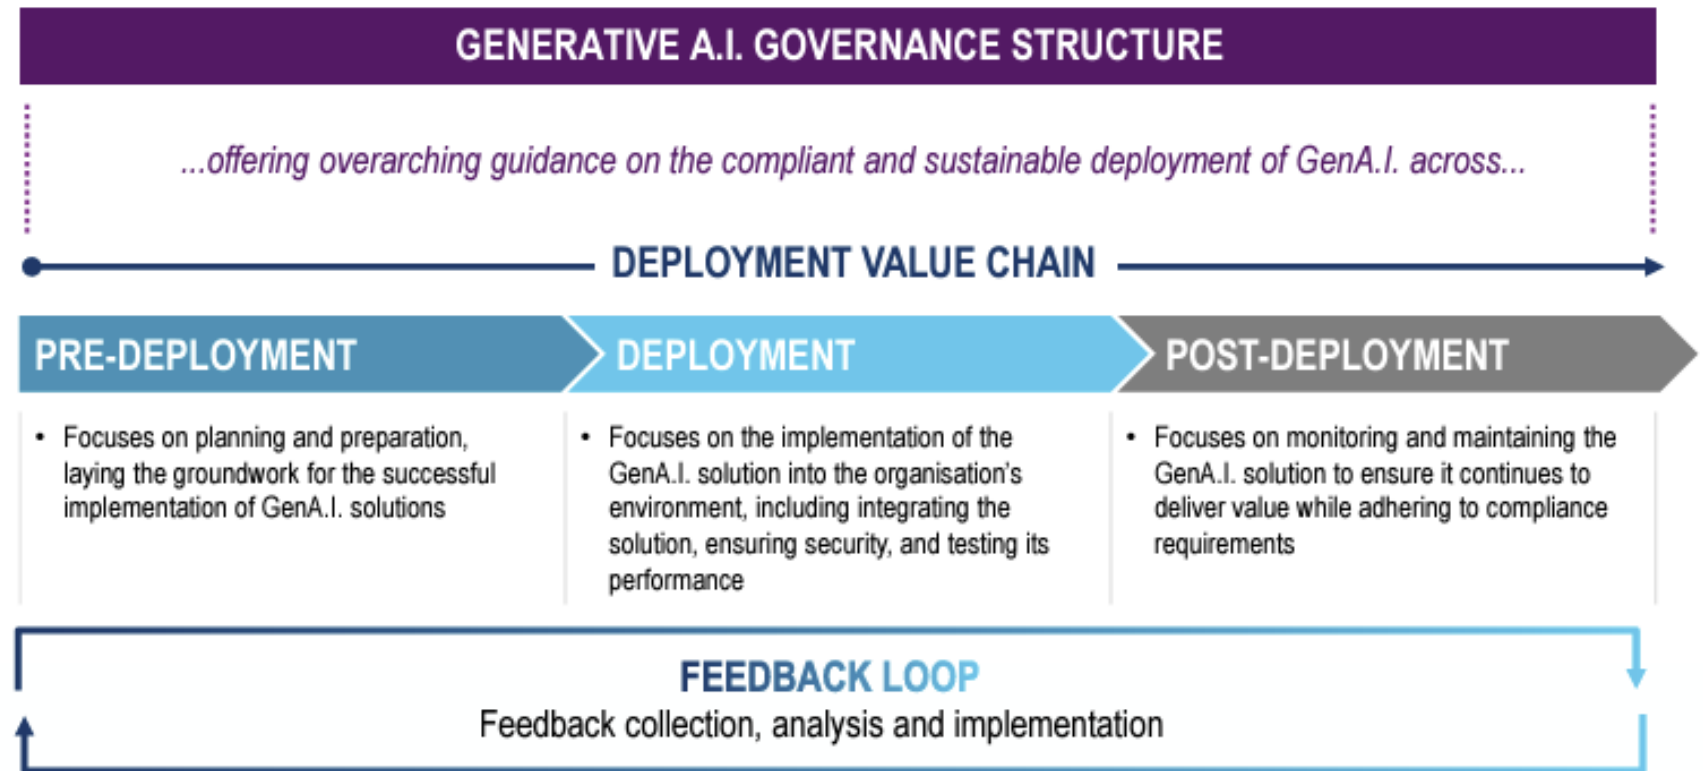 GENERATIVE A.I. GOVERNANCE STRUCTURE
...offering overarching guidance on the compliant and sustainable deployment of GenA.I. across...
DEPLOYMENT VALUE CHAIN
PRE-DEPLOYMENT
• Focuses on planning and preparation,
laying the groundwork for the successful
implementation of GenA.I. solutions
DEPLOYMENT
• Focuses on the implementation of the
GenA.I. solution into the organisation's
environment, including integrating the
solution, ensuring security, and testing its
performance
POST-DEPLOYMENT
• Focuses on monitoring and maintaining the
GenA.I. solution to ensure it continues to
deliver value while adhering to compliance
requirements
FEEDBACK LOOP
Feedback collection, analysis and implementation